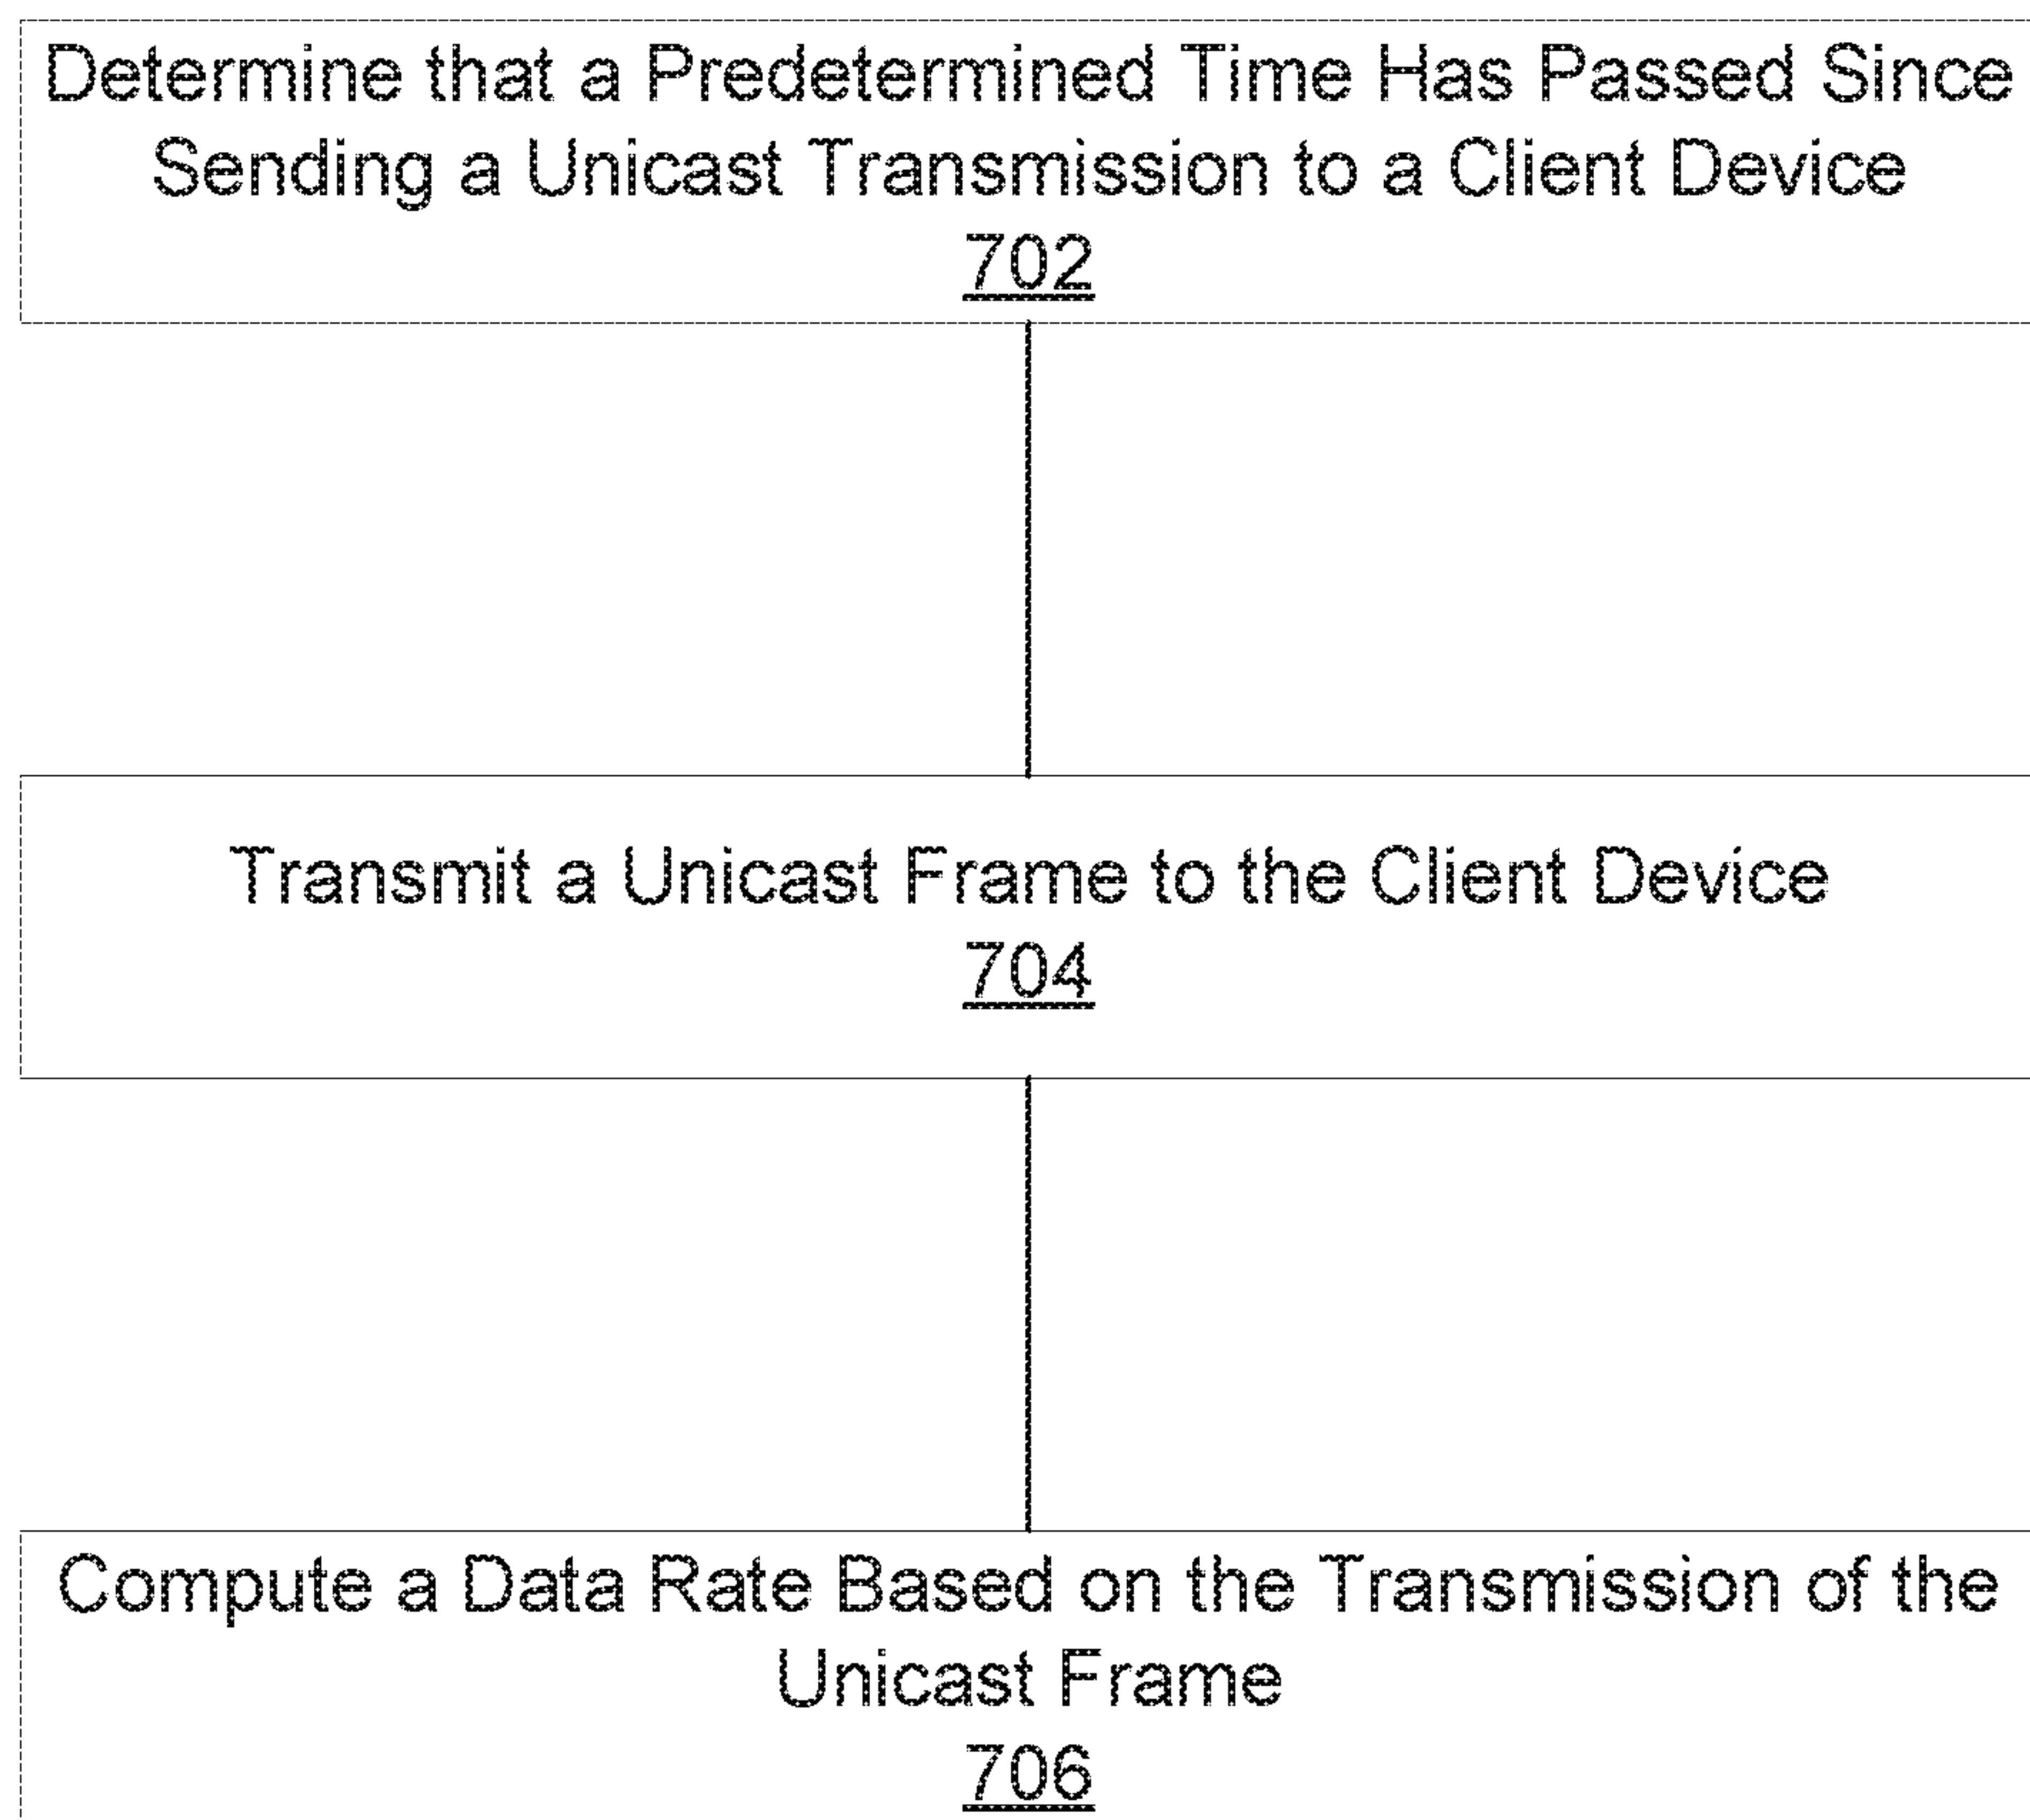 Determine that a Predetermined Time Has Passed Since
Sending a Unicast Transmission to a Client Device
702
Transmit a Unicast Frame to the Client Device
704
Compute a Data Rate Based on the Transmission of the
Unicast Frame
706